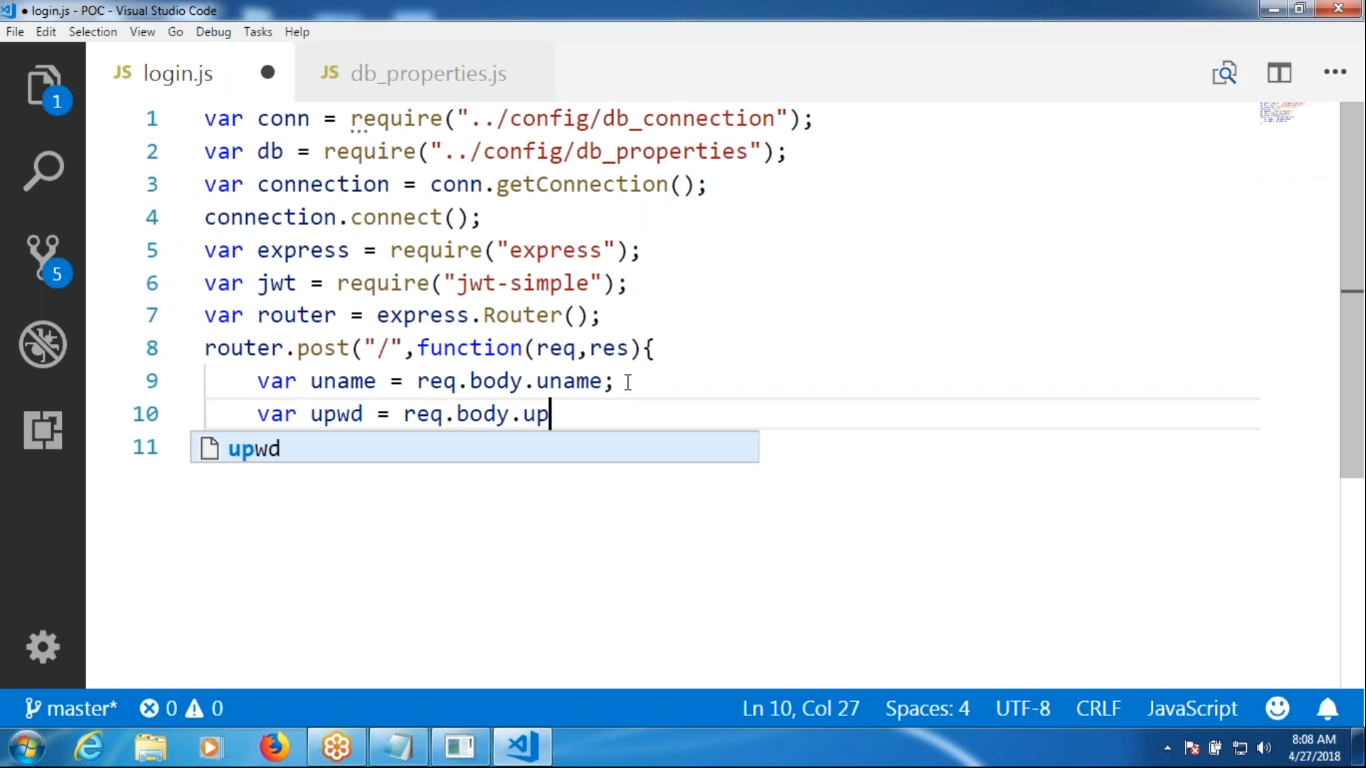 ● login.js - POC - Visual Studio Code
File Edit Selection View Go Debug Tasks Help
JS login.js ● JS db_properties.js
1 var conn = require("../config/db_connection");
2 var db = require("../config/db_properties");
3 var connection = conn.getConnection();
4 connection.connect();
5 var express = require("express");
6 var jwt = require("jwt-simple");
7 var router = express.Router();
8 router.post("/",function(req,res){
9 var uname = req.body.uname;
10 var upwd = req.body.up
11 upwd
1
5
master* 0 0 Ln 10, Col 27 Spaces: 4 UTF-8 CRLF JavaScript
8:08 AM
4/27/2018